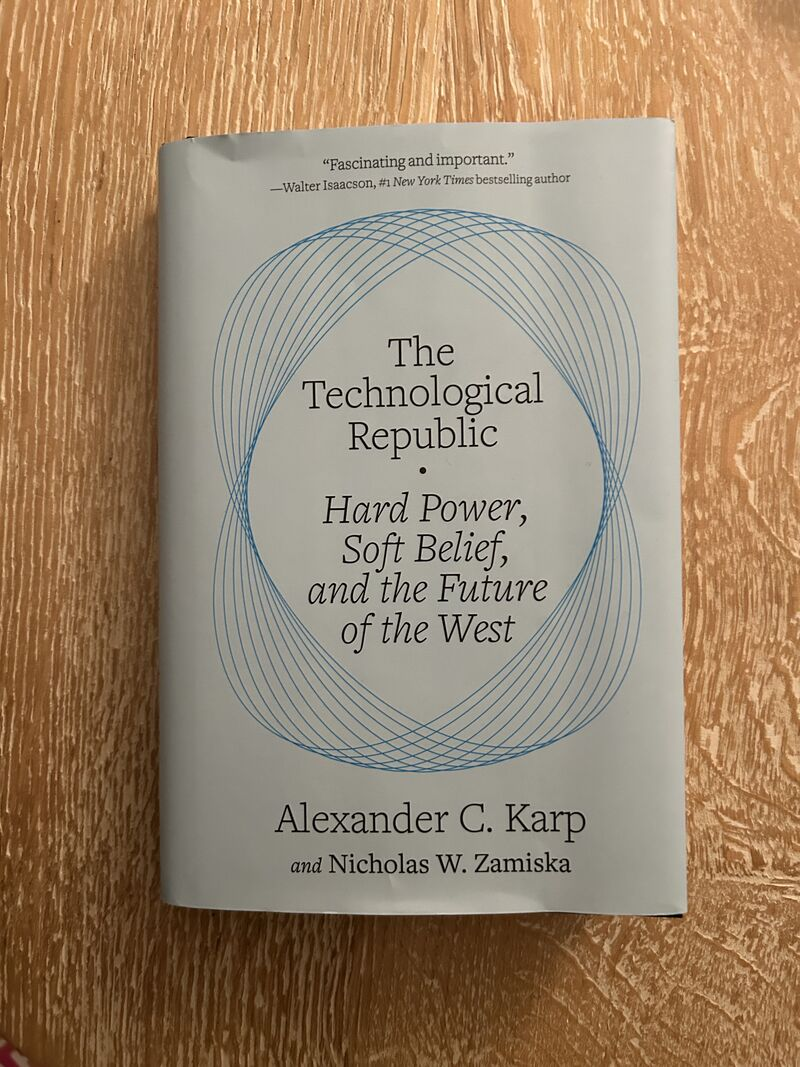 “Fascinating and important.”
—Walter Isaacson, #1 New York Times bestselling author
The
Technological
Republic
•
Hard Power,
Soft Belief,
and the Future
of the West
Alexander C. Karp
and Nicholas W. Zamiska